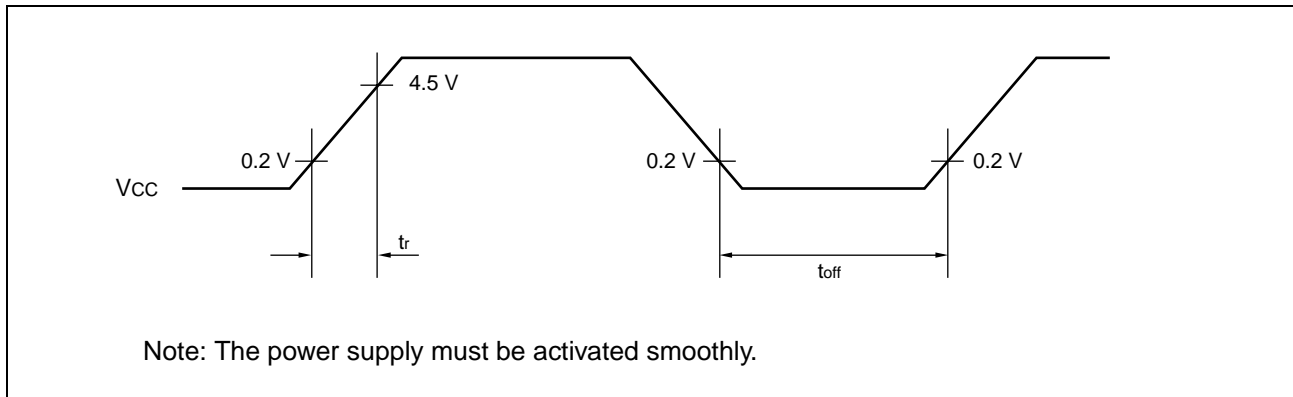 4.5 V
0.2 V
0.2 V
0.2 V
VCC
tr
toff
Note: The power supply must be activated smoothly.